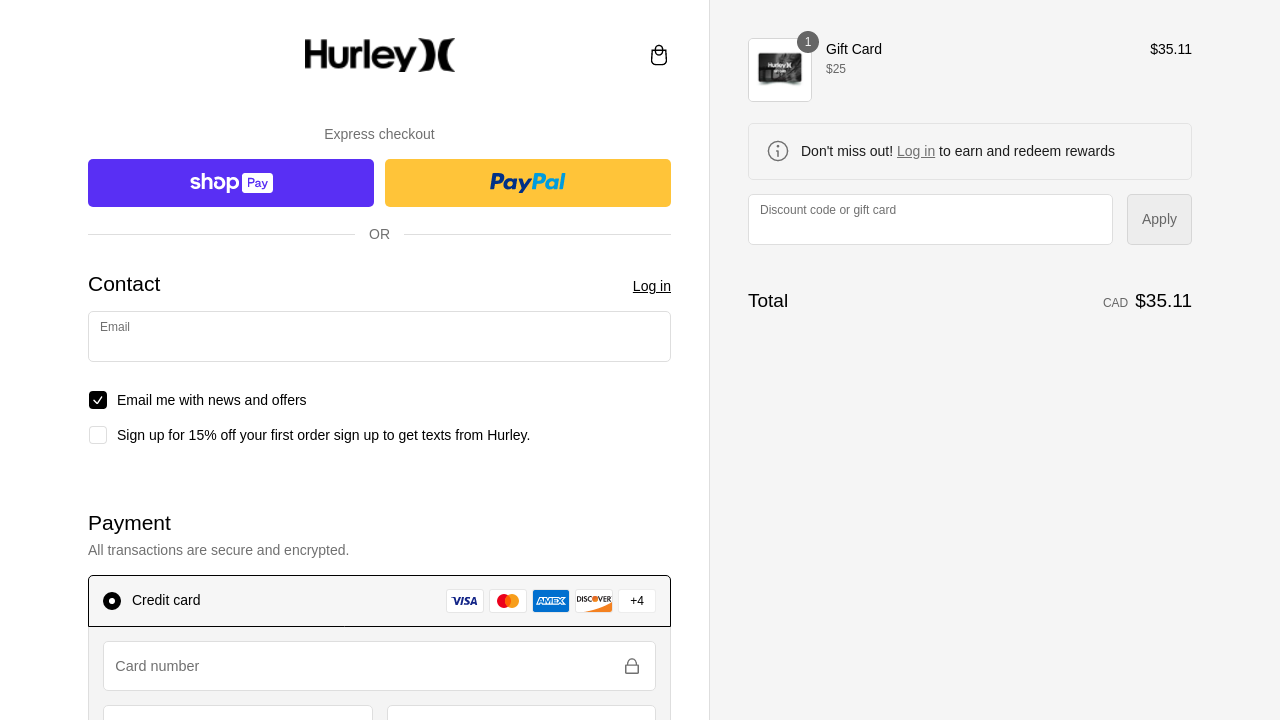 Hurley
Express checkout
shop Pay
PayPal
OR
Contact
Log in
Email
Email me with news and offers
Sign up for 15% off your first order sign up to get texts from Hurley.
Payment
All transactions are secure and encrypted.
Credit card
VISA
AMEX
DISCOVER
+4
Card number
Hurley
1
Gift Card
$35.11
$25
Don't miss out! Log in to earn and redeem rewards
Discount code or gift card
Apply
Total
CAD $35.11